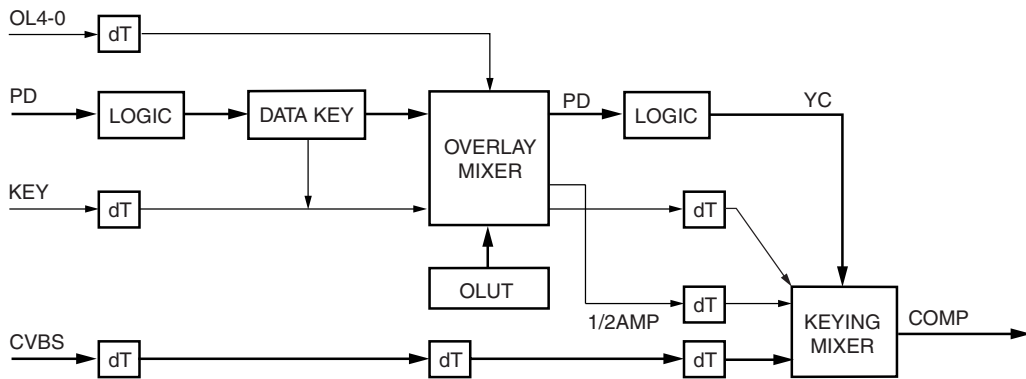 OL4-0
dT
PD
LOGIC
DATA KEY
OVERLAY
MIXER
PD
LOGIC
YC
KEY
dT
dT
OLUT
1/2AMP
dT
KEYING
MIXER
COMP
CVBS
dT
dT
dT